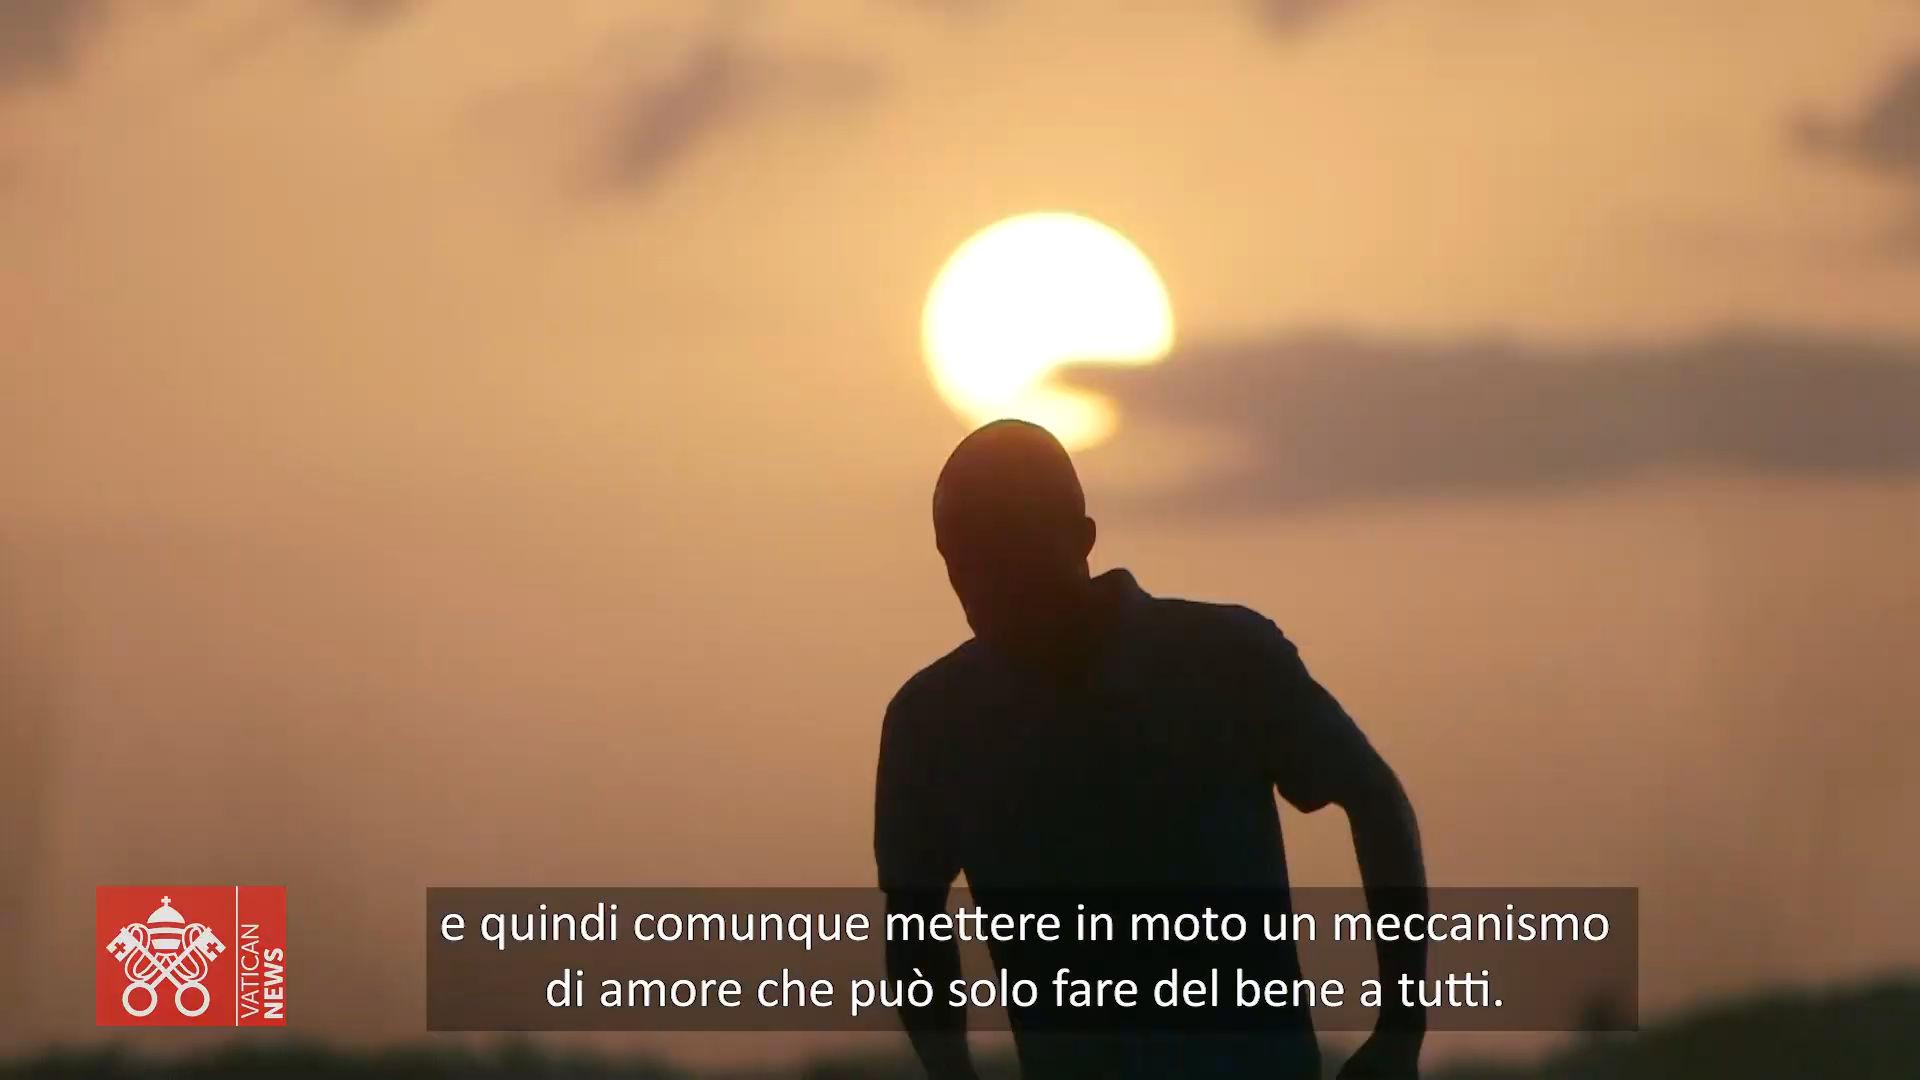 e quindi comunque mettere in moto un meccanismo
di amore che può solo fare del bene a tutti.
VATICAN
NEWS